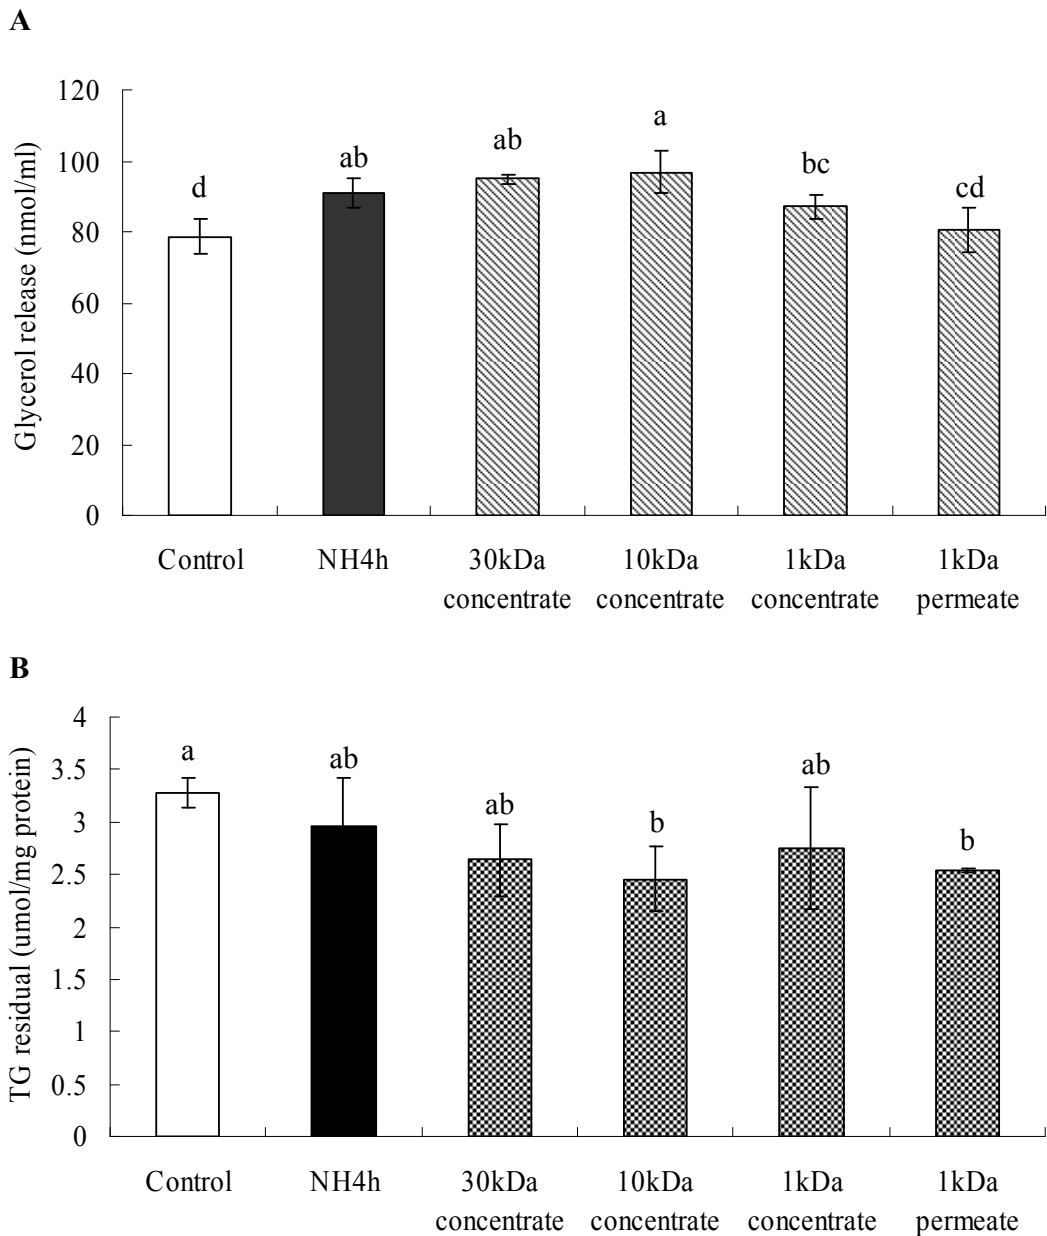 A
Glycerol release (nmol/ml)
120
100
80
60
40
20
0
d
ab
ab
a
bc
cd
Control
NH4h
30kDa
concentrate
10kDa
concentrate
1kDa
concentrate
1kDa
permeate
B
TG residual (umol/mg protein)
4
3.5
3
2.5
2
1.5
1
0.5
0
a
ab
ab
b
ab
b
Control
NH4h
30kDa
concentrate
10kDa
concentrate
1kDa
concentrate
1kDa
permeate